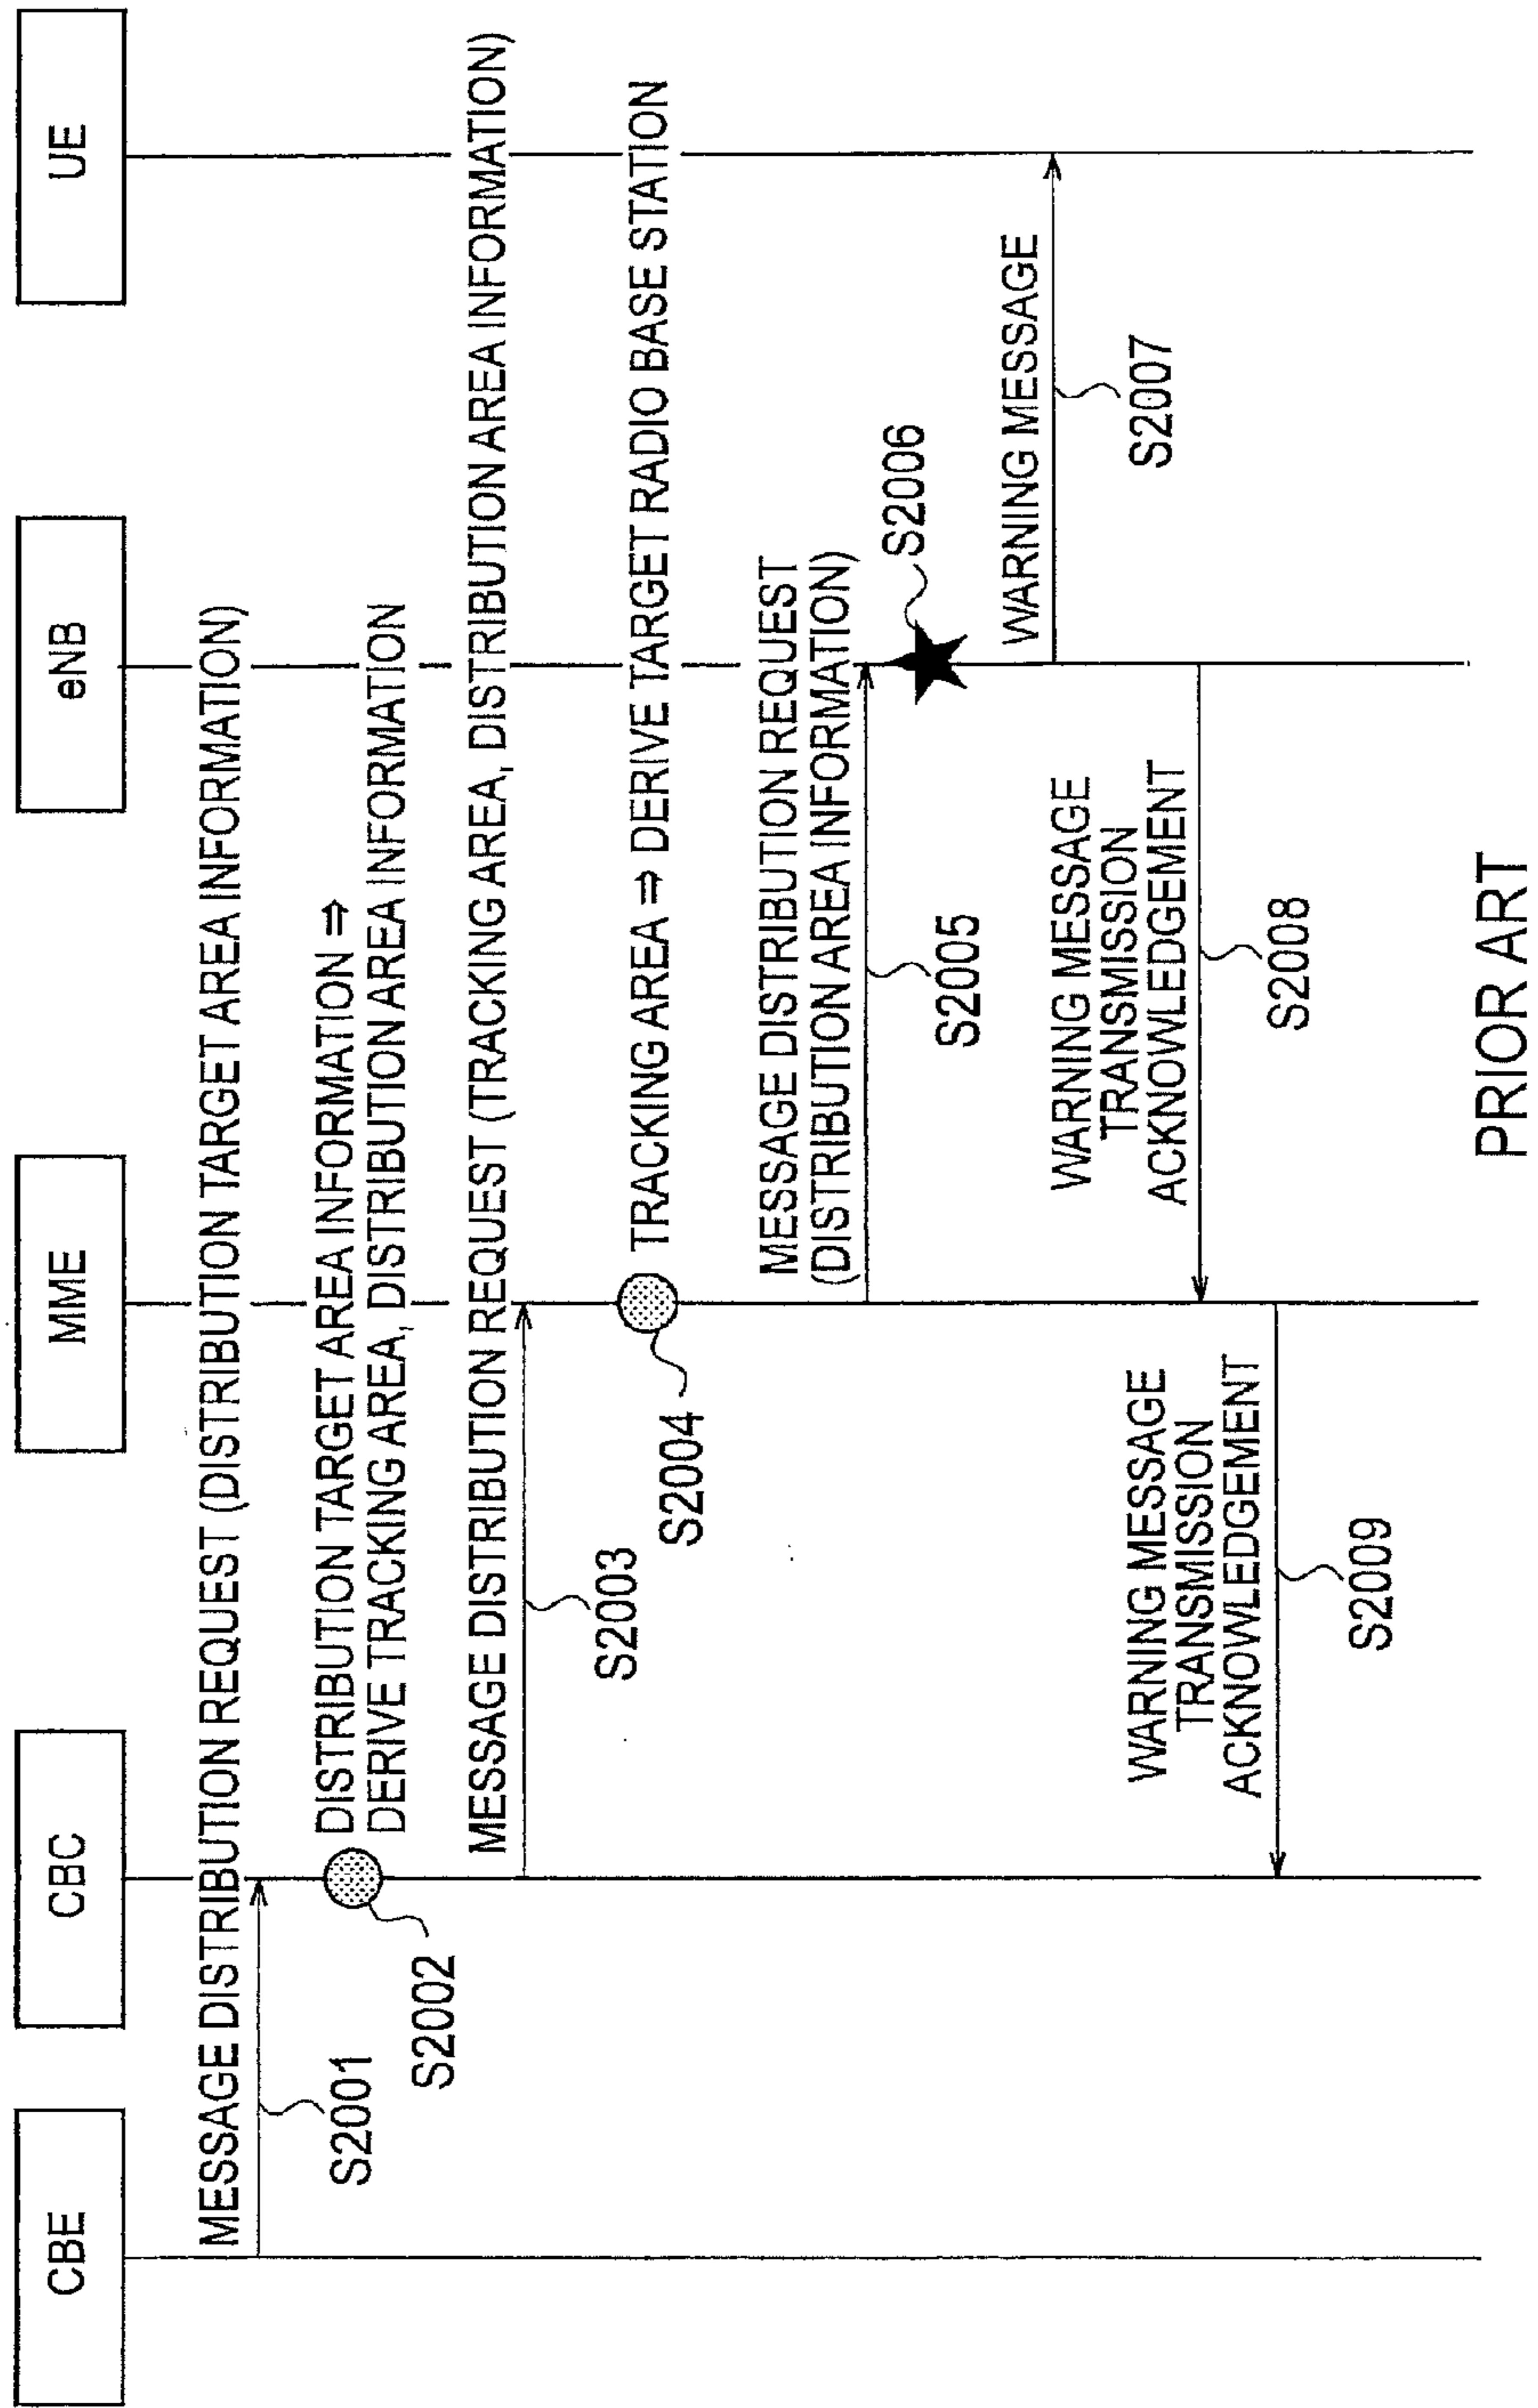 CBE
CBC
MME
eNB
UE
MESSAGE DISTRIBUTION REQUEST (DISTRIBUTION TARGET AREA INFORMATION)
S2001
DISTRIBUTION TARGET AREA INFORMATION ⇒
DERIVE TRACKING AREA, DISTRIBUTION AREA INFORMATION
S2002
MESSAGE DISTRIBUTION REQUEST (TRACKING AREA, DISTRIBUTION AREA INFORMATION)
S2003
TRACKING AREA ⇒ DERIVE TARGET RADIO BASE STATION
S2004
MESSAGE DISTRIBUTION REQUEST
(DISTRIBUTION AREA INFORMATION)
S2005
S2006
WARNING MESSAGE
S2007
WARNING MESSAGE
TRANSMISSION
ACKNOWLEDGEMENT
S2008
WARNING MESSAGE
TRANSMISSION
ACKNOWLEDGEMENT
S2009
PRIOR ART